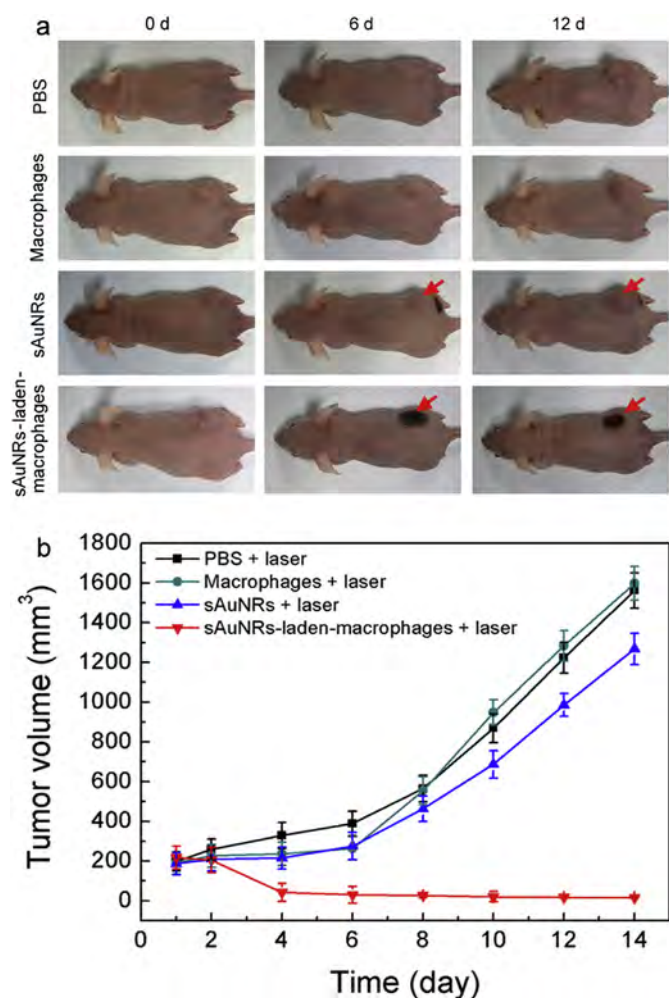 a
0 d 6 d 12 d
PBS
Macrophages
sAuNRs
sAuNRs-laden-
macrophages
b
PBS + laser
Macrophages + laser
sAuNRs + laser
sAuNRs-laden-macrophages + laser
Tumor volume (mm³)
1800
1600
1400
1200
1000
800
600
400
200
0
0 2 4 6 8 10 12 14
Time (day)